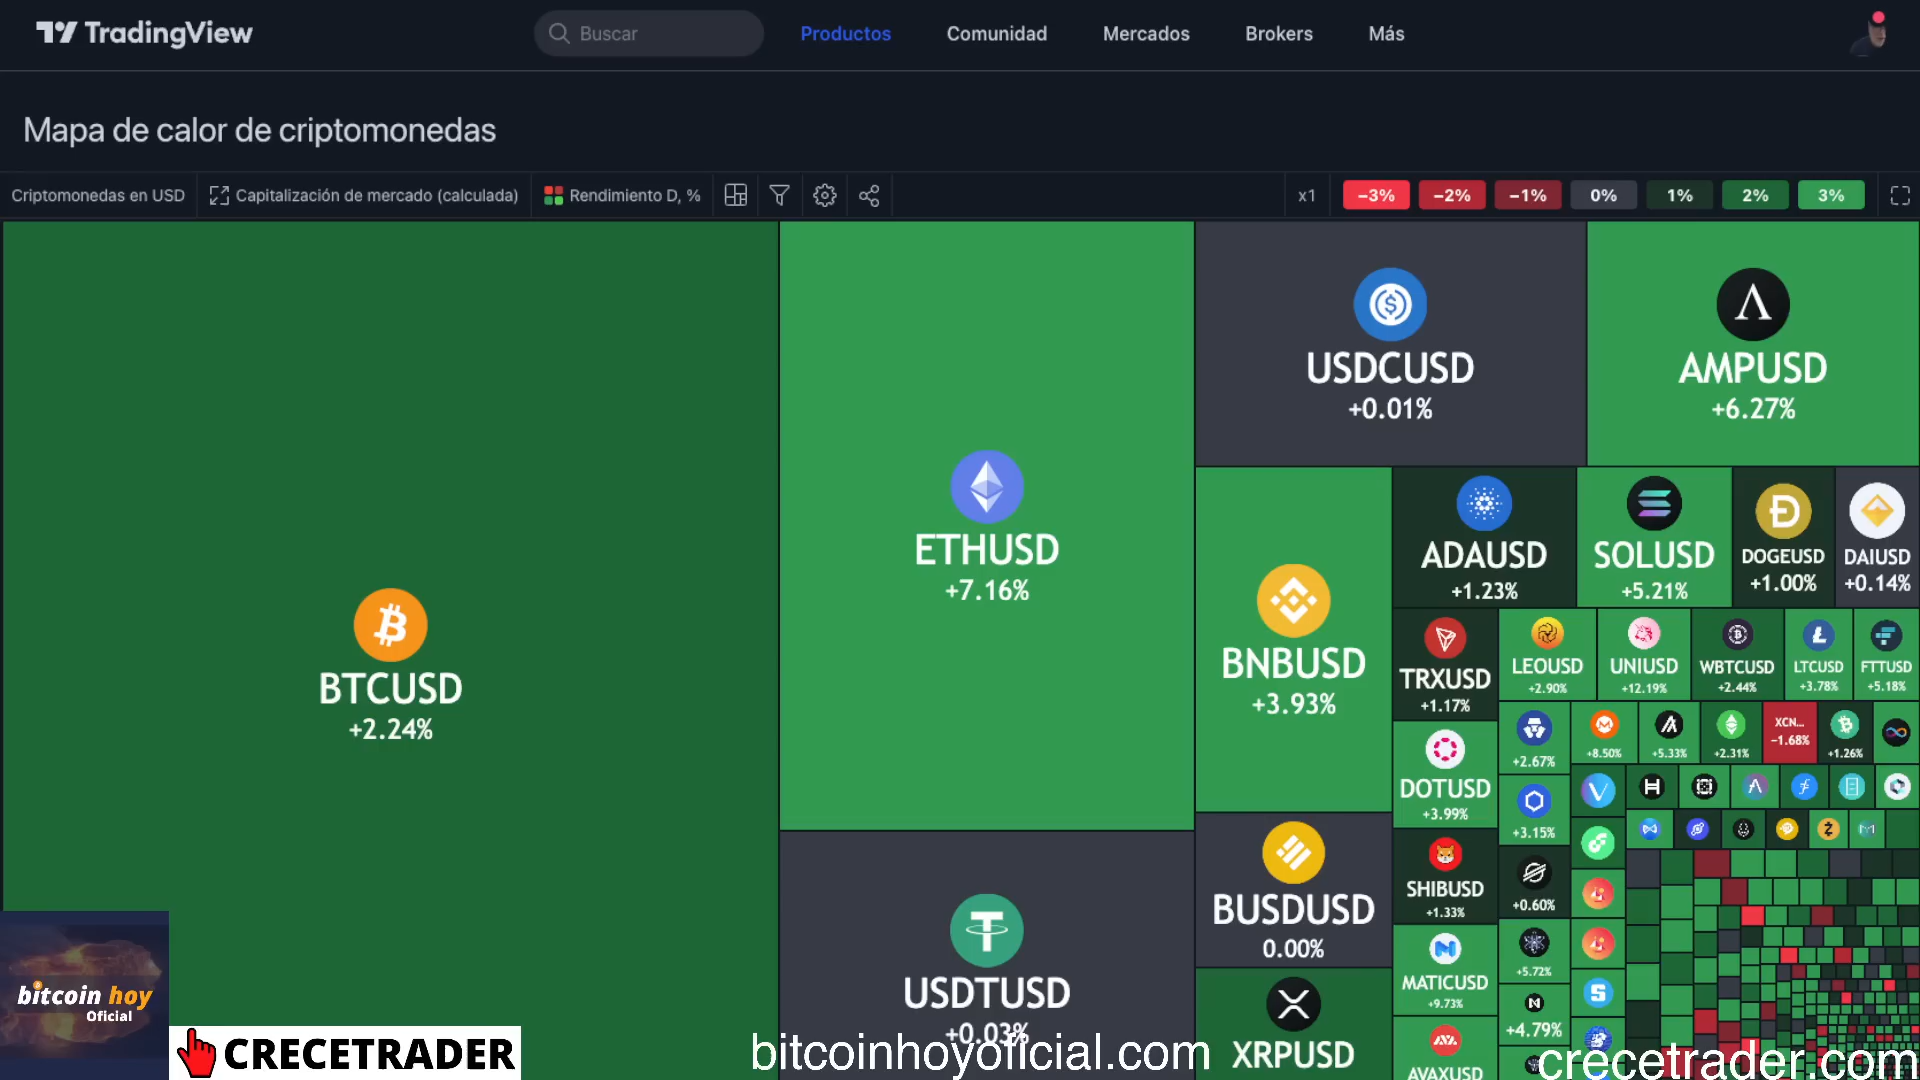 TradingView
Buscar
Productos
Comunidad
Mercados
Brokers
Más
Mapa de calor de criptomonedas
Criptomonedas en USD
Capitalización de mercado (calculada)
Rendimiento D, %
x1
−3%
−2%
−1%
0%
1%
2%
3%
BTCUSD
+2.24%
ETHUSD
+7.16%
USDTUSD
+0.03%
USDCUSD
+0.01%
AMPUSD
+6.27%
BNBUSD
+3.93%
BUSDUSD
0.00%
XRPUSD
ADAUSD
+1.23%
SOLUSD
+5.21%
DOGEUSD
+1.00%
DAIUSD
+0.14%
TRXUSD
+1.17%
DOTUSD
+3.99%
SHIBUSD
+1.33%
MATICUSD
+9.73%
AVAXUSD
LEOUSD
+2.90%
UNIUSD
+12.19%
WBTCUSD
+2.44%
LTCUSD
+3.78%
FTTUSD
+5.18%
+2.67%
+3.15%
+0.60%
+5.72%
+4.79%
+8.50%
+5.33%
+2.31%
XCN...
−1.68%
+1.26%
bitcoin hoy
Oficial
CRECETRADER
bitcoinhoyoficial.com
crecetrader.com